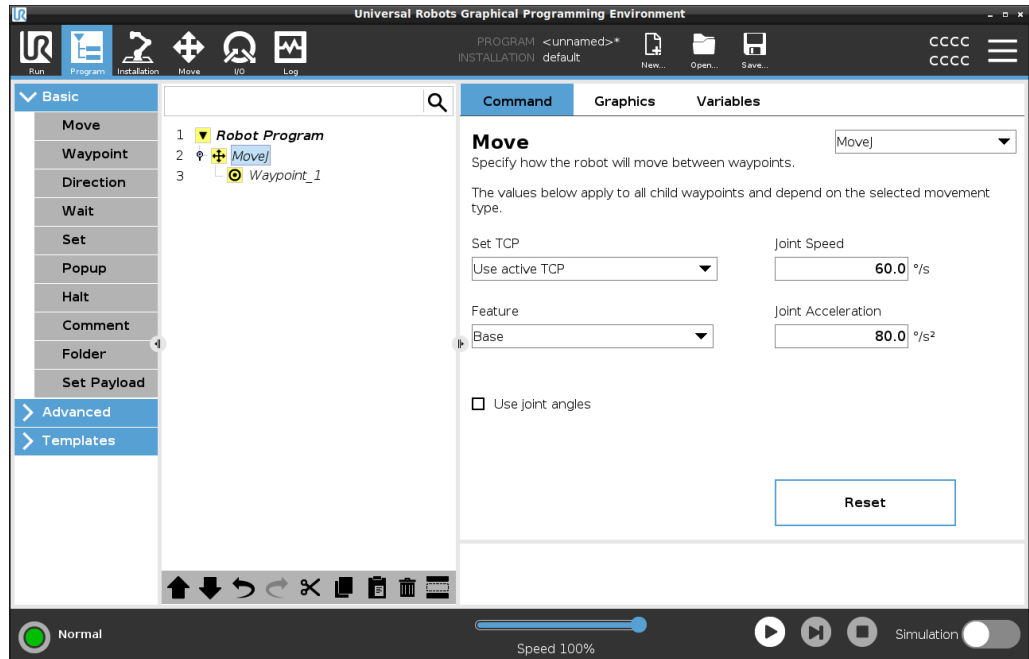 Universal Robots Graphical Programming Environment
UR
Run
Program
Installation
Move
I/O
Log
PROGRAM <unnamed>*
INSTALLATION default
New...
Open...
Save...
CCCC
CCCC
Basic
Move
Waypoint
Direction
Wait
Set
Popup
Halt
Comment
Folder
Set Payload
Advanced
Templates
1 Robot Program
2 MoveJ
3 Waypoint_1
Command Graphics Variables
Move
MoveJ
Specify how the robot will move between waypoints.
The values below apply to all child waypoints and depend on the selected movement
type.
Set TCP
Joint Speed
Use active TCP
60.0 °/s
Feature
Joint Acceleration
Base
80.0 °/s²
Use joint angles
Reset
Normal
Speed 100%
Simulation